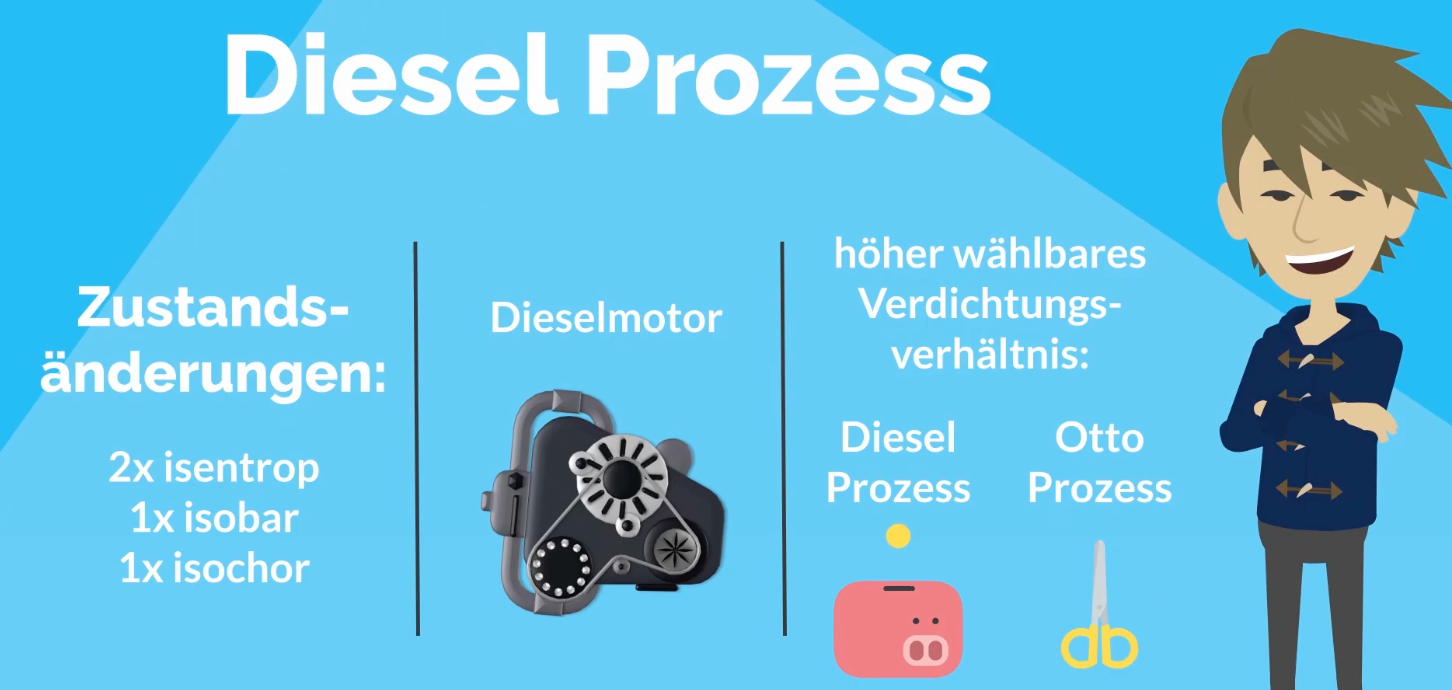 Diesel Prozess
Zustands-
änderungen:
2x isentrop
1x isobar
1x isochor
Dieselmotor
höher wählbares
Verdichtungs-
verhältnis:
Diesel
Prozess
Otto
Prozess